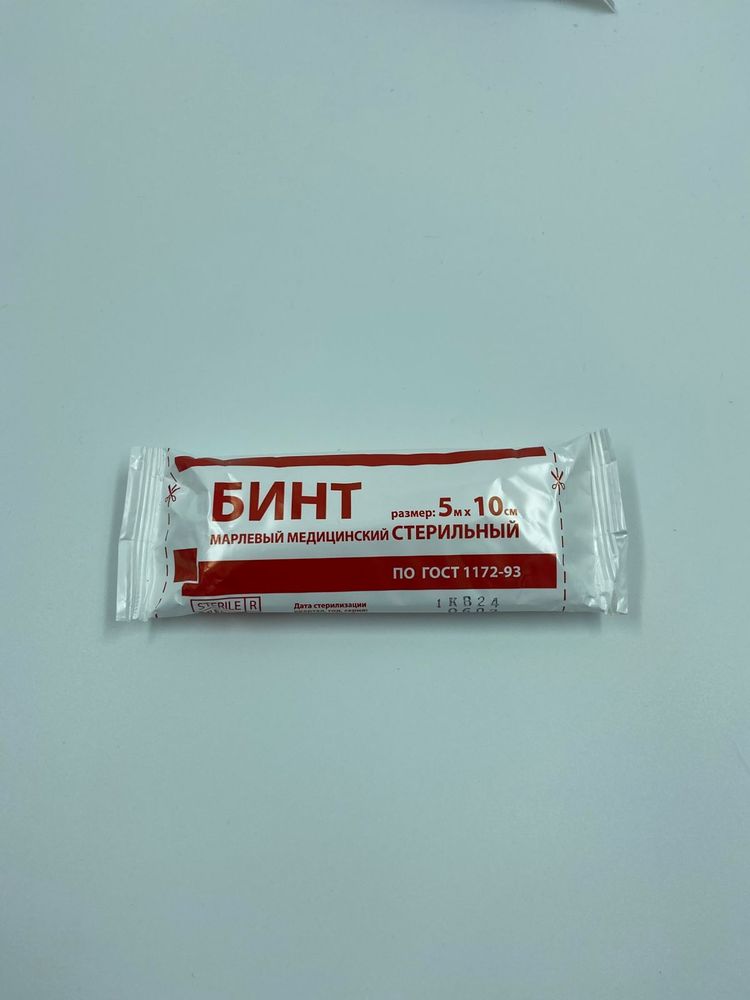 БИНТ
размер: 5м х 10см
МАРЛЕВЫЙ МЕДИЦИНСКИЙ СТЕРИЛЬНЫЙ
ПО ГОСТ 1172-93
STERILE R
Дата стерилизации
1КВ24